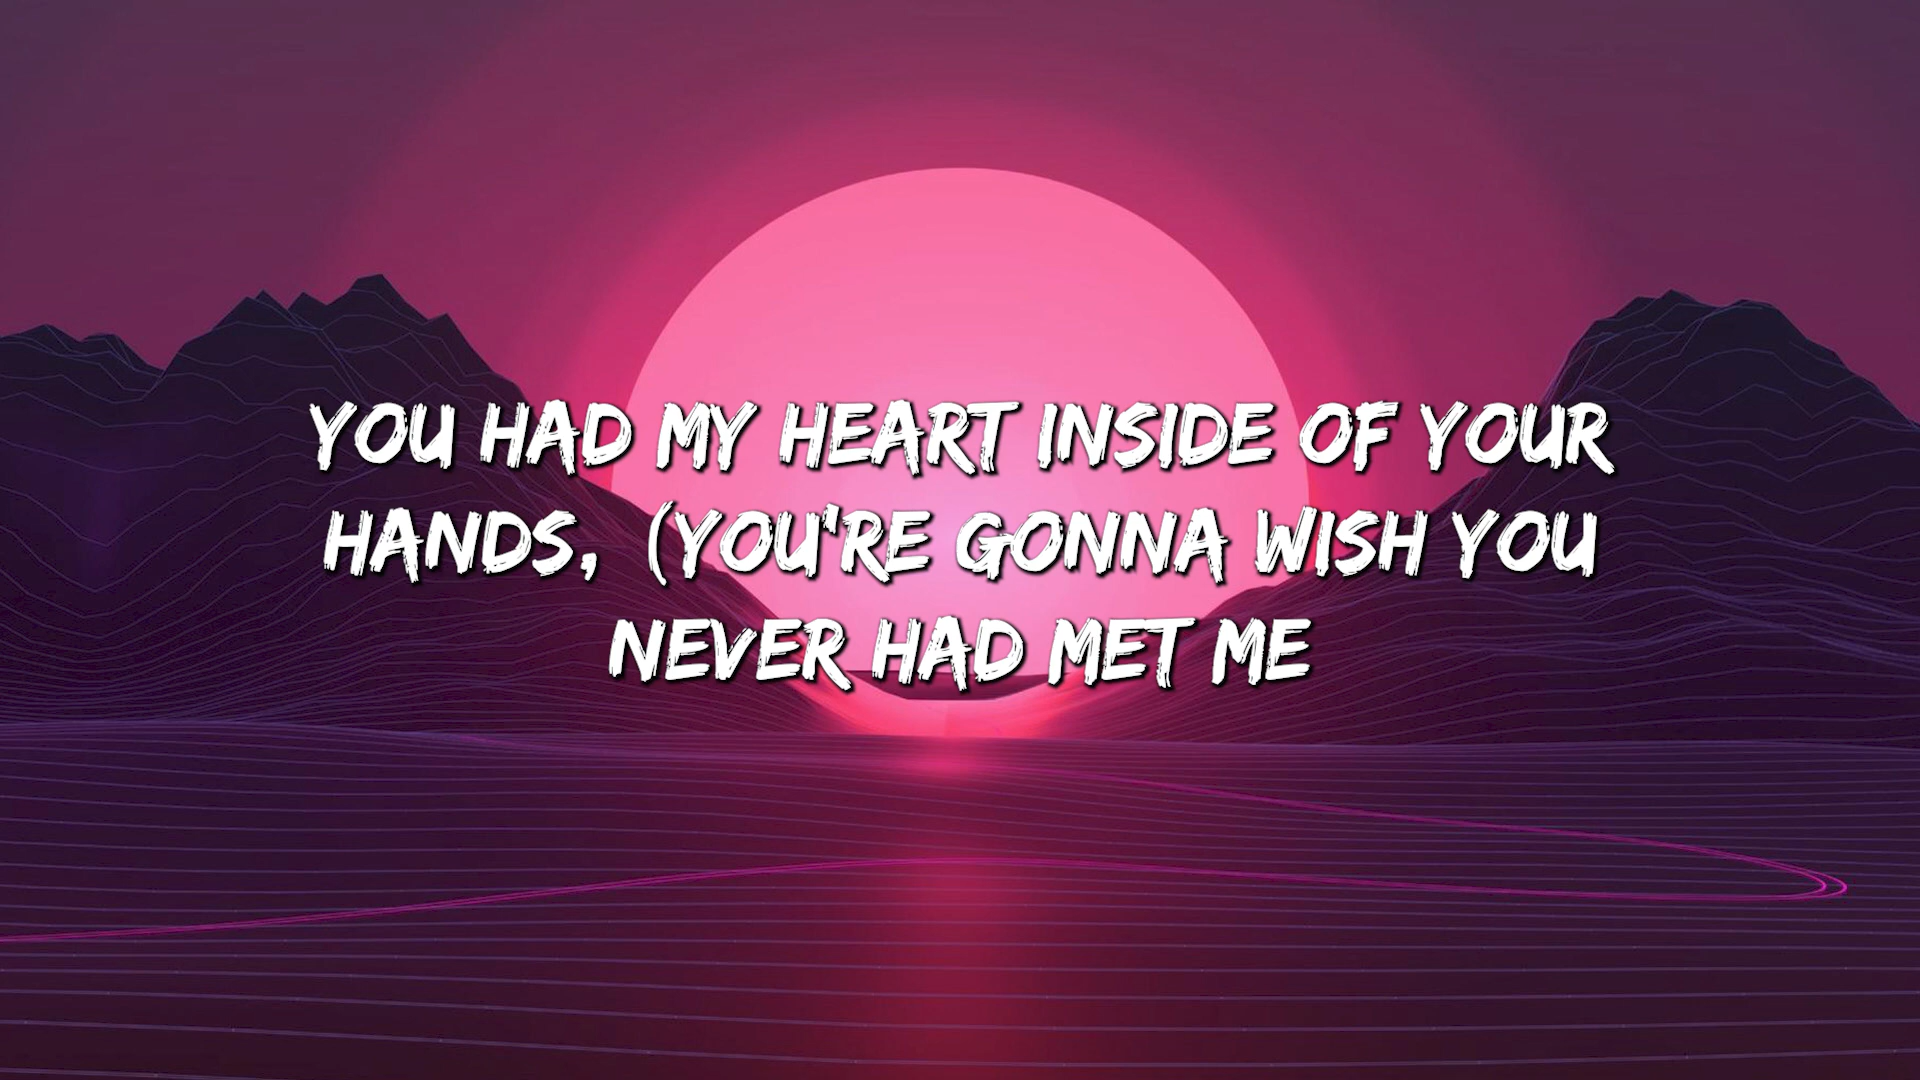 YOU HAD MY HEART INSIDE OF YOUR
HANDS, (YOU'RE GONNA WISH YOU
NEVER HAD MET ME